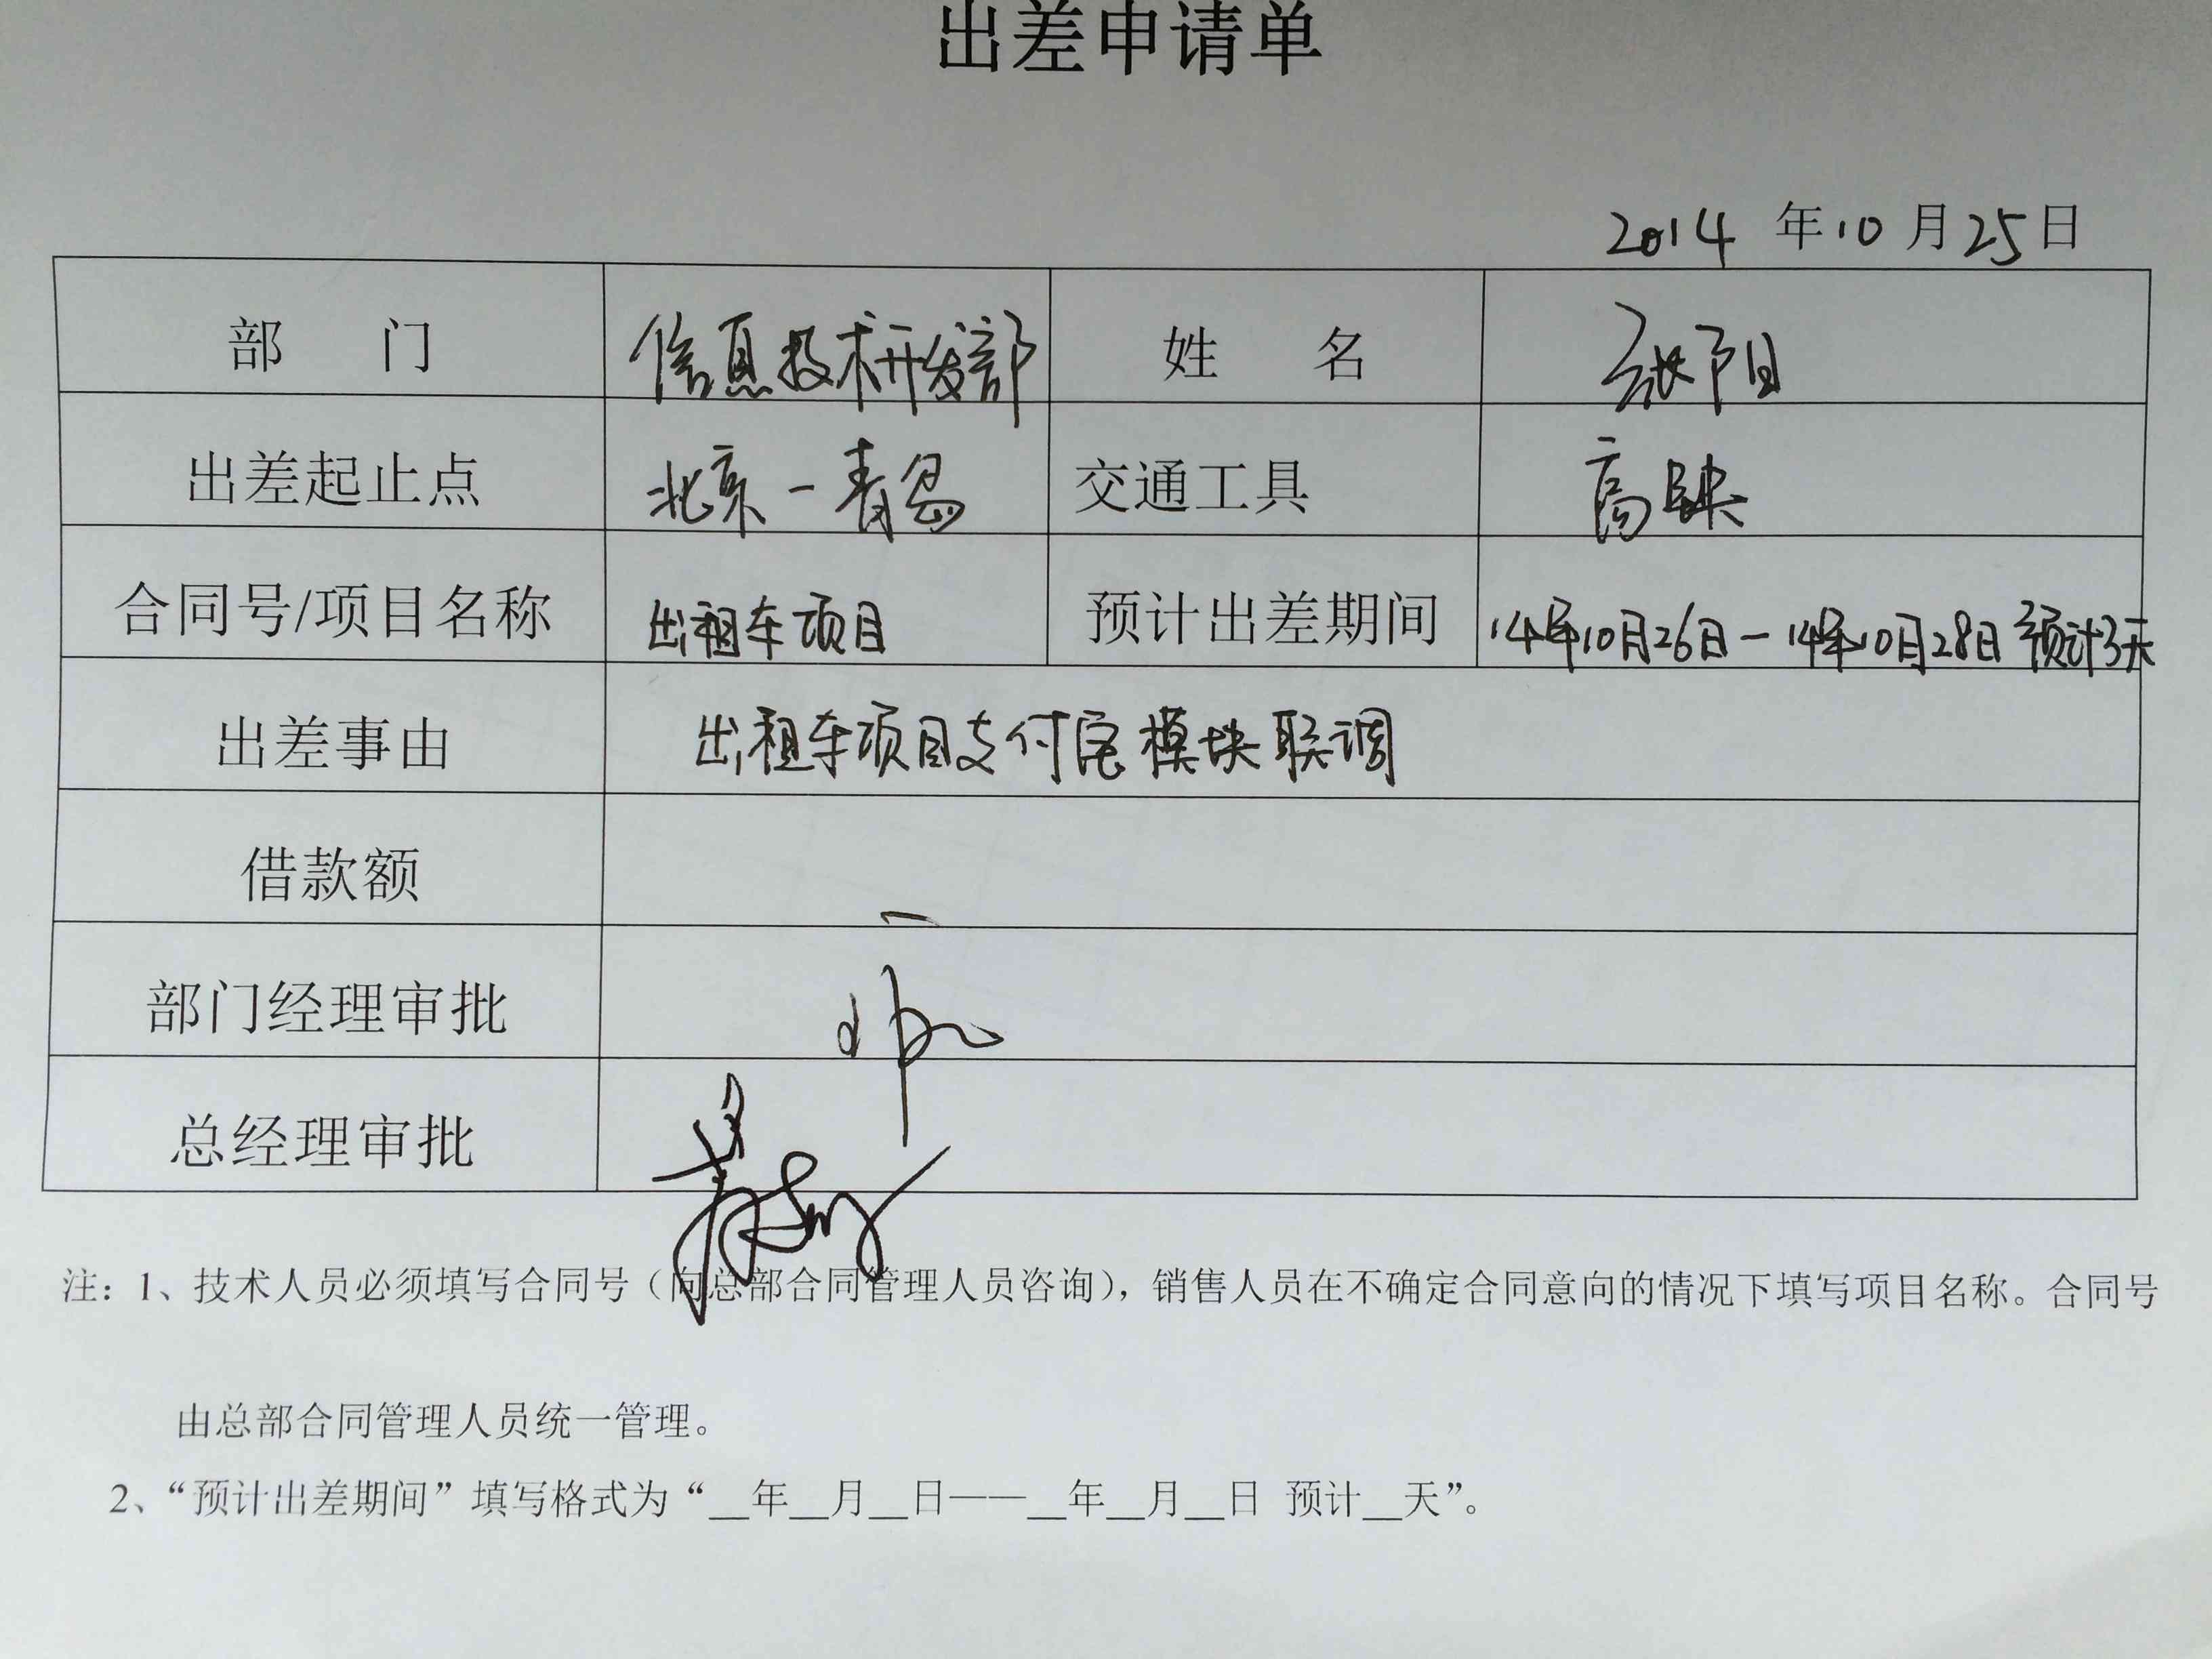 出差申请单
2014 年 10 月 25 日
部 门 信息技术开发部 姓 名 张阳
出差起止点 北京-青岛 交通工具 高铁
合同号/项目名称 出租车项目 预计出差期间 14年10月26日-14年10月28日 预计3天
出差事由 出租车项目支付宝模块联调
借款额
部门经理审批
总经理审批
注：1、技术人员必须填写合同号（向总部合同管理人员咨询），销售人员在不确定合同意向的情况下填写项目名称。合同号
由总部合同管理人员统一管理。
2、“预计出差期间”填写格式为“__年__月__日——__年__月__日 预计__天”。